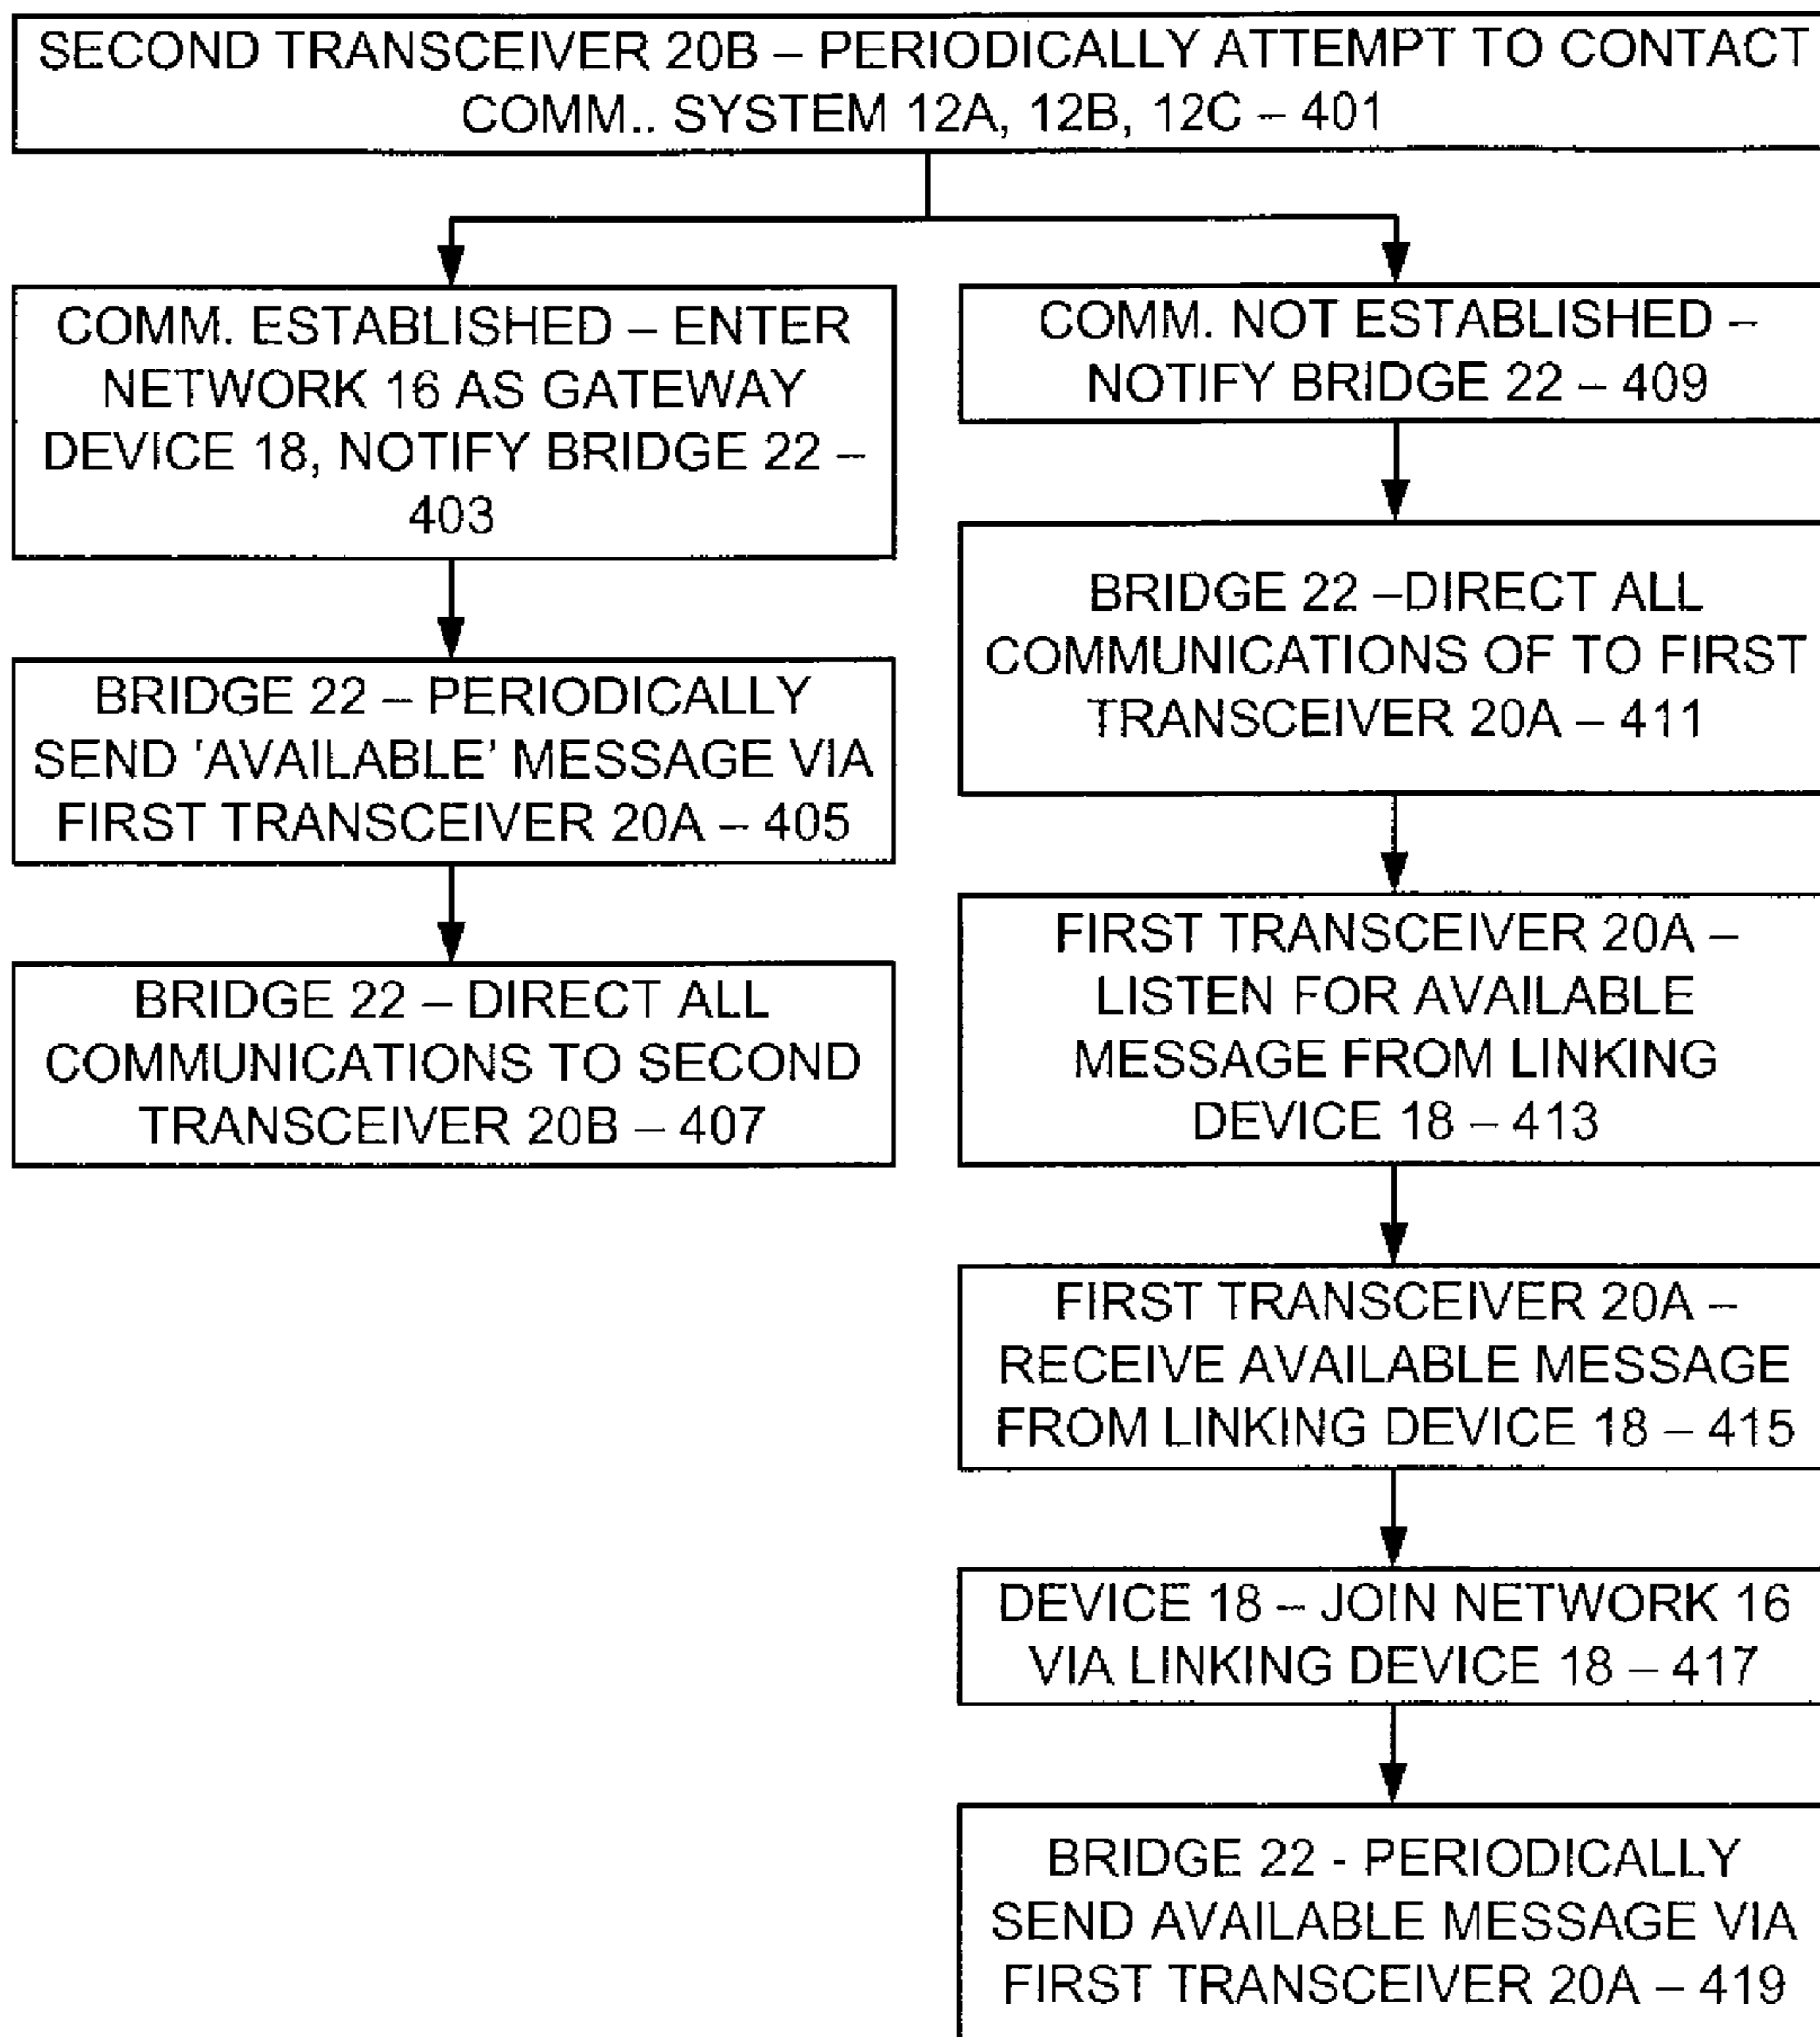 SECOND TRANSCEIVER 20B – PERIODICALLY ATTEMPT TO CONTACT
COMM.. SYSTEM 12A, 12B, 12C – 401
COMM. ESTABLISHED – ENTER
NETWORK 16 AS GATEWAY
DEVICE 18, NOTIFY BRIDGE 22 –
403
BRIDGE 22 – PERIODICALLY
SEND 'AVAILABLE' MESSAGE VIA
FIRST TRANSCEIVER 20A – 405
BRIDGE 22 – DIRECT ALL
COMMUNICATIONS TO SECOND
TRANSCEIVER 20B – 407
COMM. NOT ESTABLISHED –
NOTIFY BRIDGE 22 – 409
BRIDGE 22 –DIRECT ALL
COMMUNICATIONS OF TO FIRST
TRANSCEIVER 20A – 411
FIRST TRANSCEIVER 20A –
LISTEN FOR AVAILABLE
MESSAGE FROM LINKING
DEVICE 18 – 413
FIRST TRANSCEIVER 20A –
RECEIVE AVAILABLE MESSAGE
FROM LINKING DEVICE 18 – 415
DEVICE 18 – JOIN NETWORK 16
VIA LINKING DEVICE 18 – 417
BRIDGE 22 - PERIODICALLY
SEND AVAILABLE MESSAGE VIA
FIRST TRANSCEIVER 20A – 419